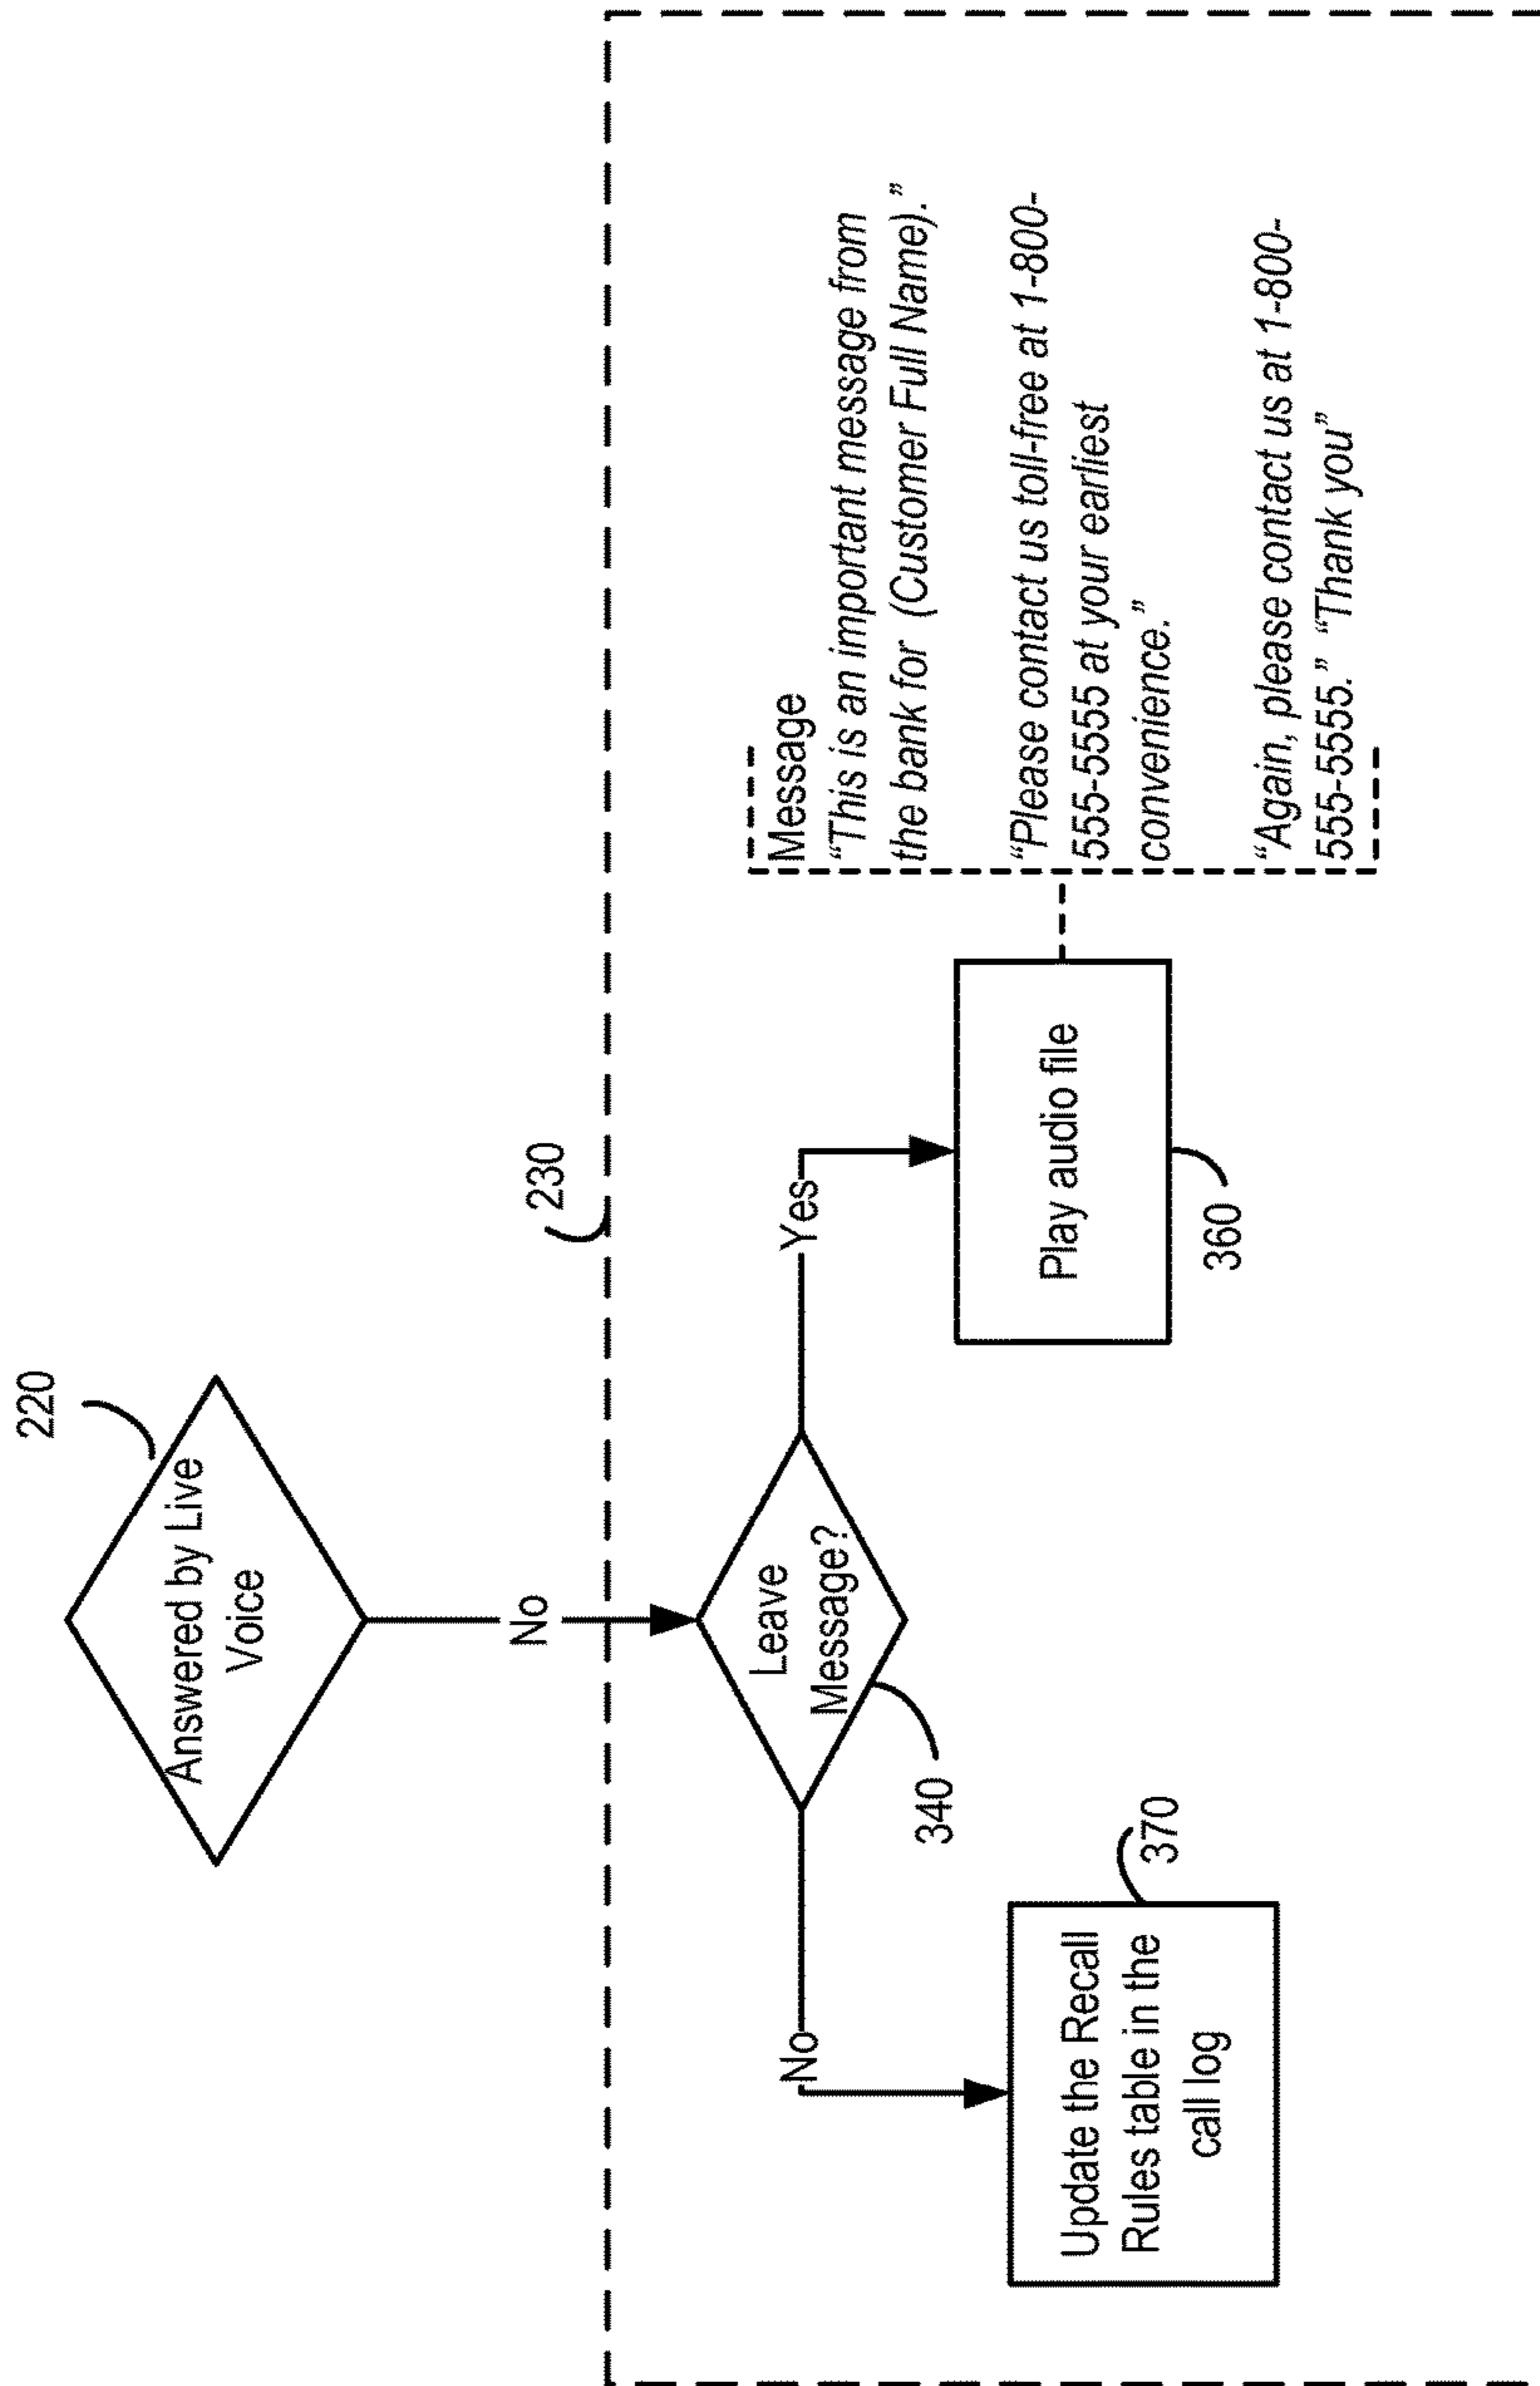 220
Answered by Live
Voice
No
230
Leave
Message?
340
No
Yes
Update the Recall
Rules table in the
call log
370
Play audio file
360
Message
“This is an important message from
the bank for (Customer Full Name).”
“Please contact us toll-free at 1-800-
555-5555 at your earliest
convenience.”
“Again, please contact us at 1-800-
555-5555.” “Thank you”